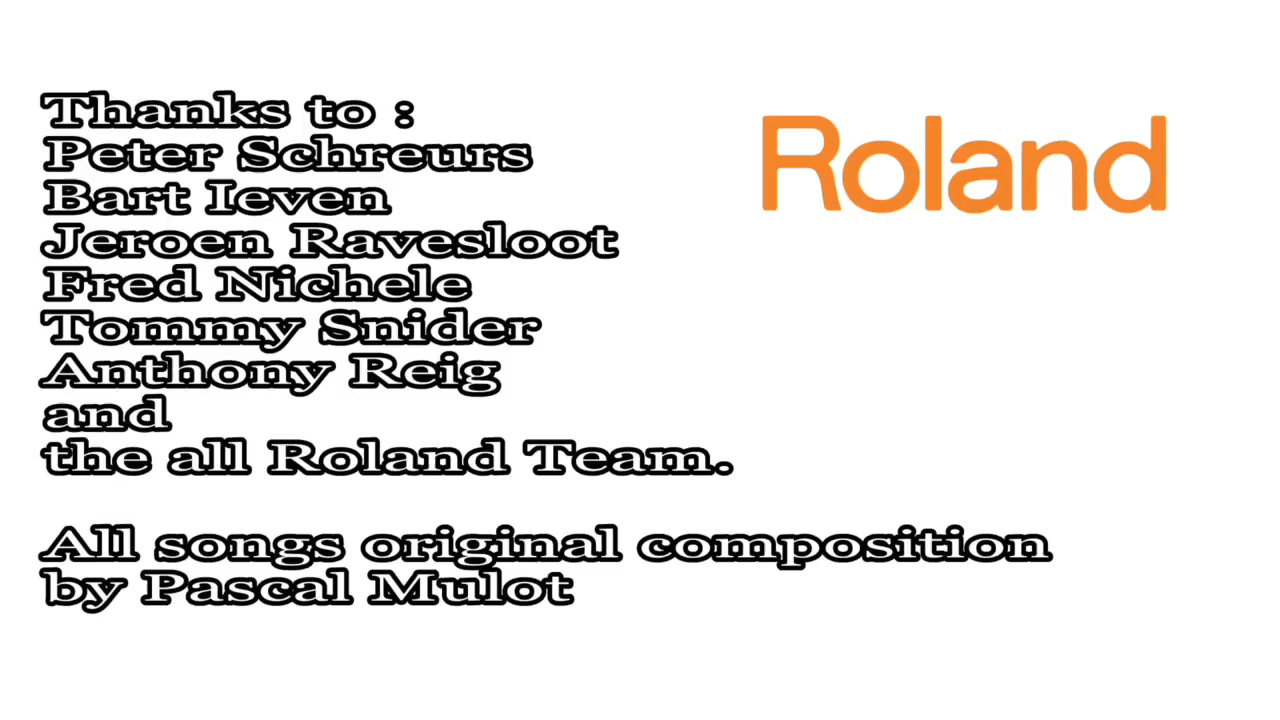 Thanks to :
Peter Schreurs
Bart Ieven
Jeroen Ravesloot
Fred Nichele
Tommy Snider
Anthony Reig
and
the all Roland Team.
All songs original composition
by Pascal Mulot
Roland